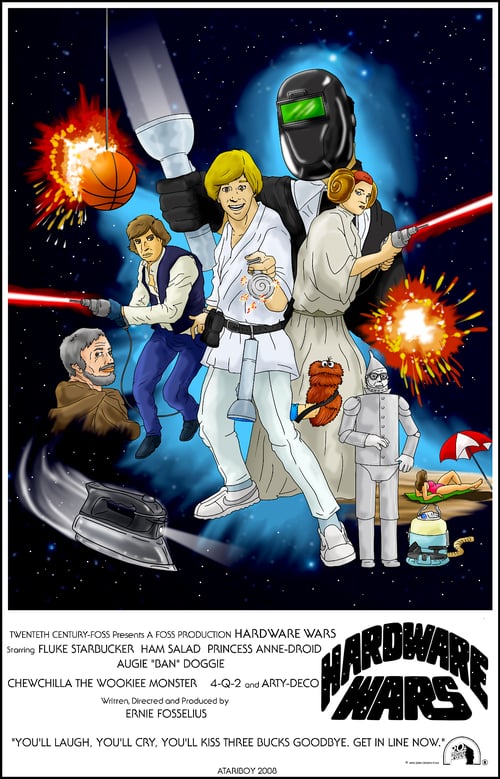 TWENTETH CENTURY-FOSS Presents A FOSS PRODUCTION HARDWARE WARS
Starring FLUKE STARBUCKER HAM SALAD PRINCESS ANNE-DROID
AUGIE "BAN" DOGGIE
CHEWCHILLA THE WOOKIEE MONSTER 4-Q-2 and ARTY-DECO
Written, Directed and Produced by
ERNIE FOSSELIUS
HARDWARE
WARS
"YOU'LL LAUGH, YOU'LL CRY, YOU'LL KISS THREE BUCKS GOODBYE. GET IN LINE NOW."
ATARIBOY 2008